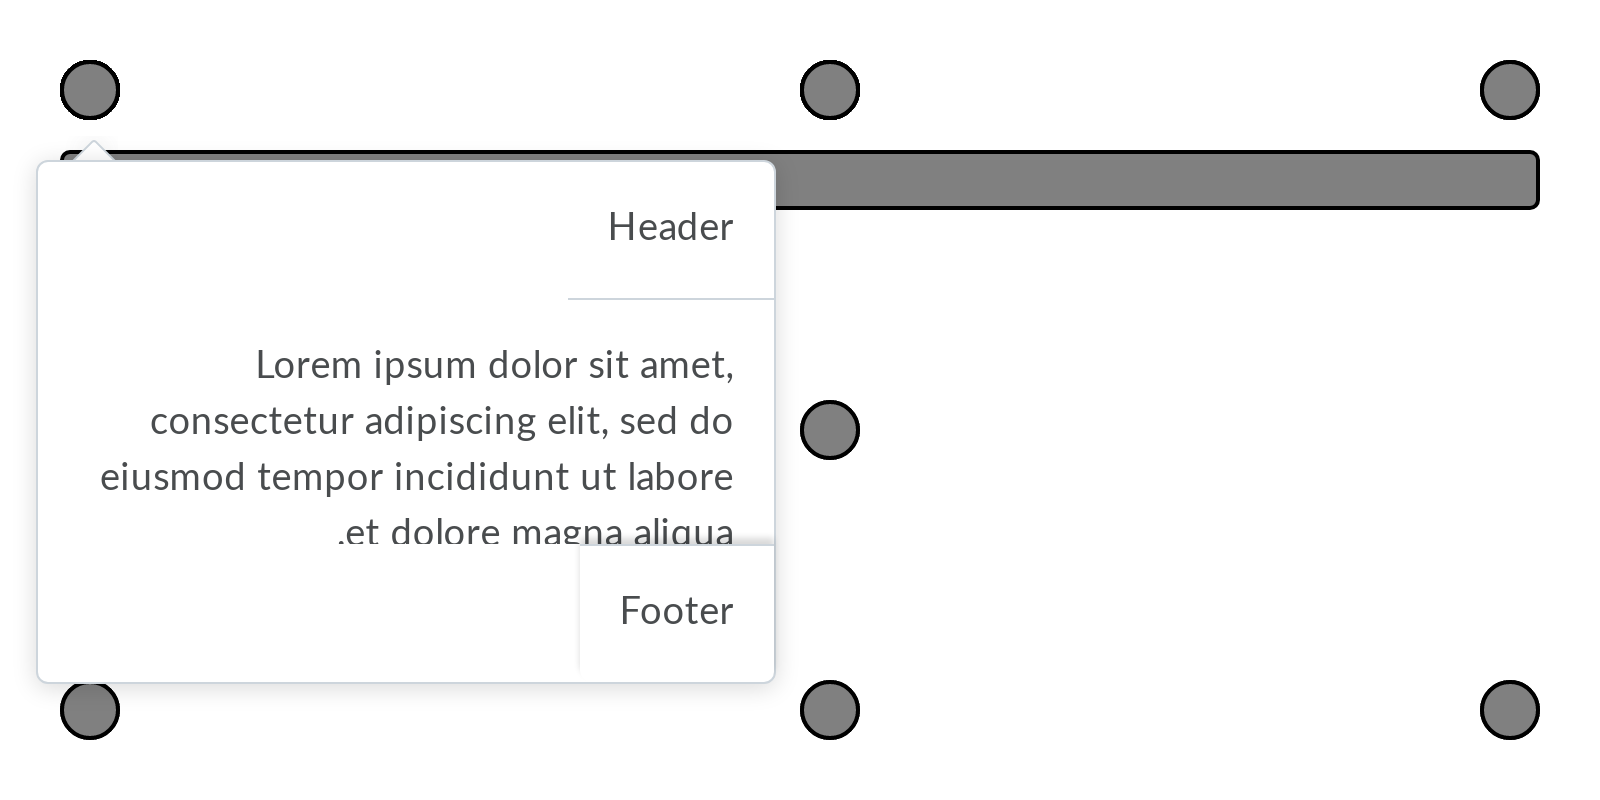 Header
Lorem ipsum dolor sit amet,
consectetur adipiscing elit, sed do
eiusmod tempor incididunt ut labore
.et dolore magna aliqua
Footer